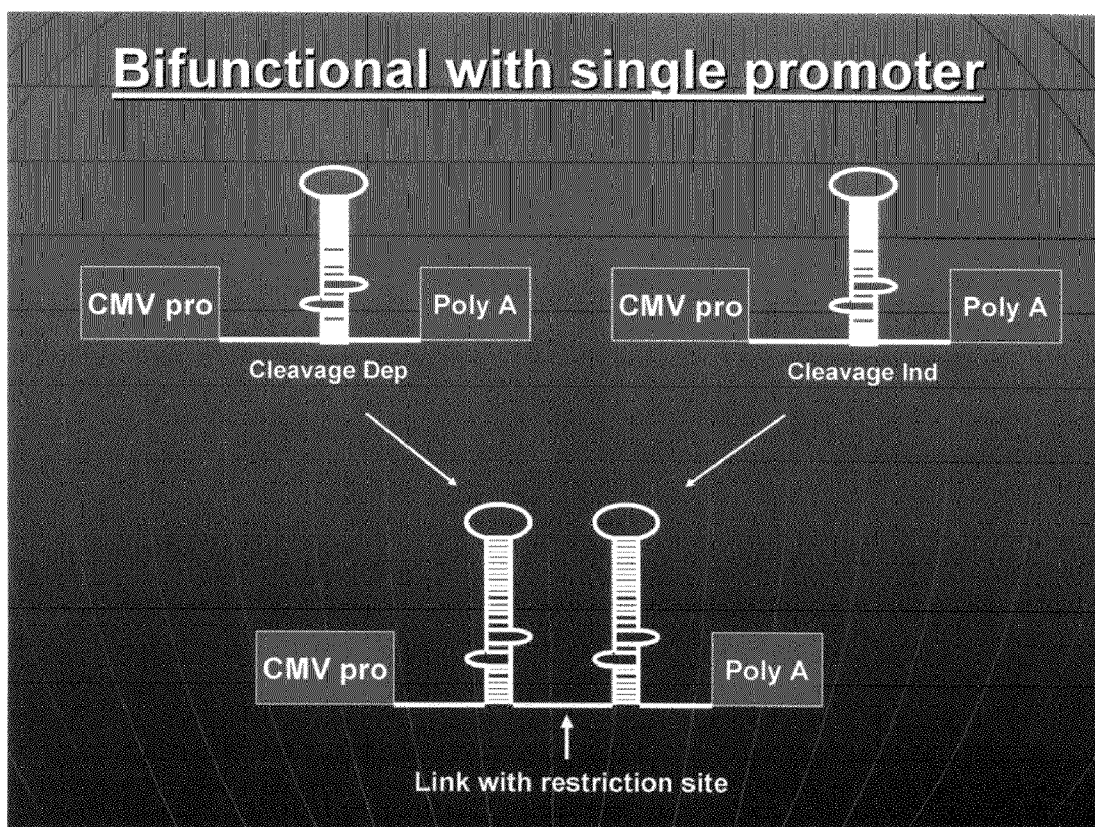 Bifunctional with single promoter
CMV pro
Poly A
CMV pro
Poly A
Cleavage Dep
Cleavage Ind
CMV pro
Poly A
Link with restriction site